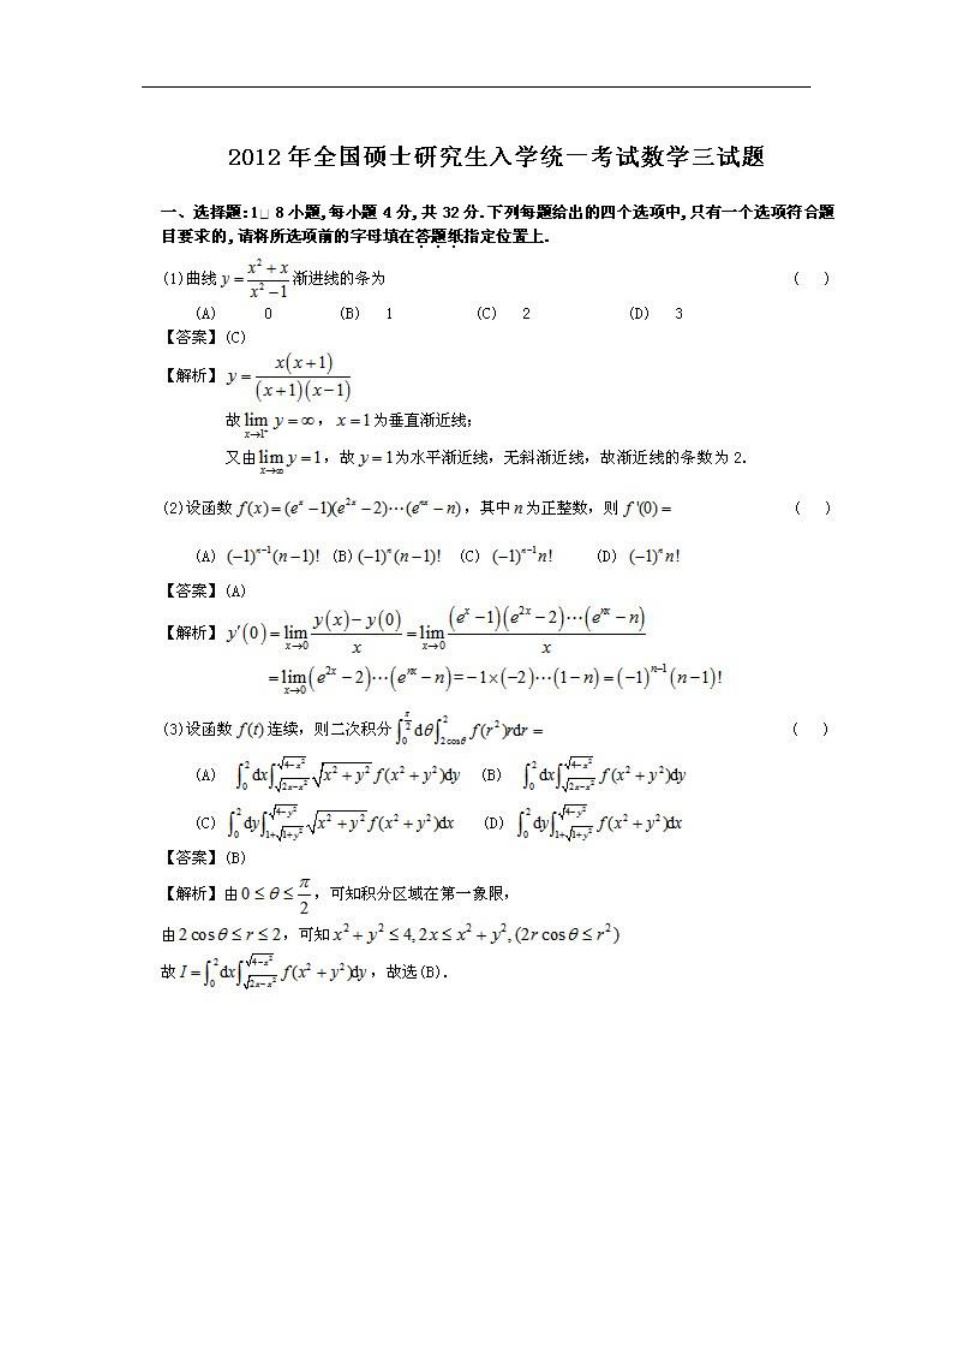 2012 年全国硕士研究生入学统一考试数学三试题
一、选择题:1□ 8 小题,每小题 4 分,共 32 分.下列每题给出的四个选项中,只有一个选项符合题
目要求的,请将所选项前的字母填在答题纸指定位置上.
(1)曲线 y = (x² + x)/(x² − 1) 渐进线的条为 ( )
(A) 0 (B) 1 (C) 2 (D) 3
【答案】(C)
【解析】y = x(x+1)/((x+1)(x−1))
故 lim_{x→1⁺} y = ∞，x = 1 为垂直渐近线;
又由 lim_{x→∞} y = 1，故 y = 1 为水平渐近线，无斜渐近线，故渐近线的条数为 2.
(2)设函数 f(x) = (eˣ − 1)(e²ˣ − 2)⋯(eⁿˣ − n)，其中 n 为正整数，则 f '(0) = ( )
(A) (−1)ⁿ⁻¹(n−1)! (B) (−1)ⁿ(n−1)! (C) (−1)ⁿ⁻¹n! (D) (−1)ⁿn!
【答案】(A)
【解析】y′(0) = lim_{x→0} (y(x) − y(0))/x = lim_{x→0} (eˣ − 1)(e²ˣ − 2)⋯(eⁿˣ − n)/x
= lim_{x→0} (e²ˣ − 2)⋯(eⁿˣ − n) = −1×(−2)⋯(1−n) = (−1)ⁿ⁻¹(n−1)!
(3)设函数 f(t) 连续，则二次积分 ∫₀^{π/2} dθ ∫_{2cosθ}^{2} f(r²)rdr = ( )
(A) ∫₀² dx ∫_{√(2x−x²)}^{√(4−x²)} √(x² + y²) f(x² + y²)dy (B) ∫₀² dx ∫_{√(2x−x²)}^{√(4−x²)} f(x² + y²)dy
(C) ∫₀² dy ∫_{1+√(1+y²)}^{√(4−y²)} √(x² + y²) f(x² + y²)dx (D) ∫₀² dy ∫_{1+√(1+y²)}^{√(4−y²)} f(x² + y²)dx
【答案】(B)
【解析】由 0 ≤ θ ≤ π/2，可知积分区域在第一象限，
由 2 cosθ ≤ r ≤ 2，可知 x² + y² ≤ 4, 2x ≤ x² + y², (2r cosθ ≤ r²)
故 I = ∫₀² dx ∫_{√(2x−x²)}^{√(4−x²)} f(x² + y²)dy，故选(B).